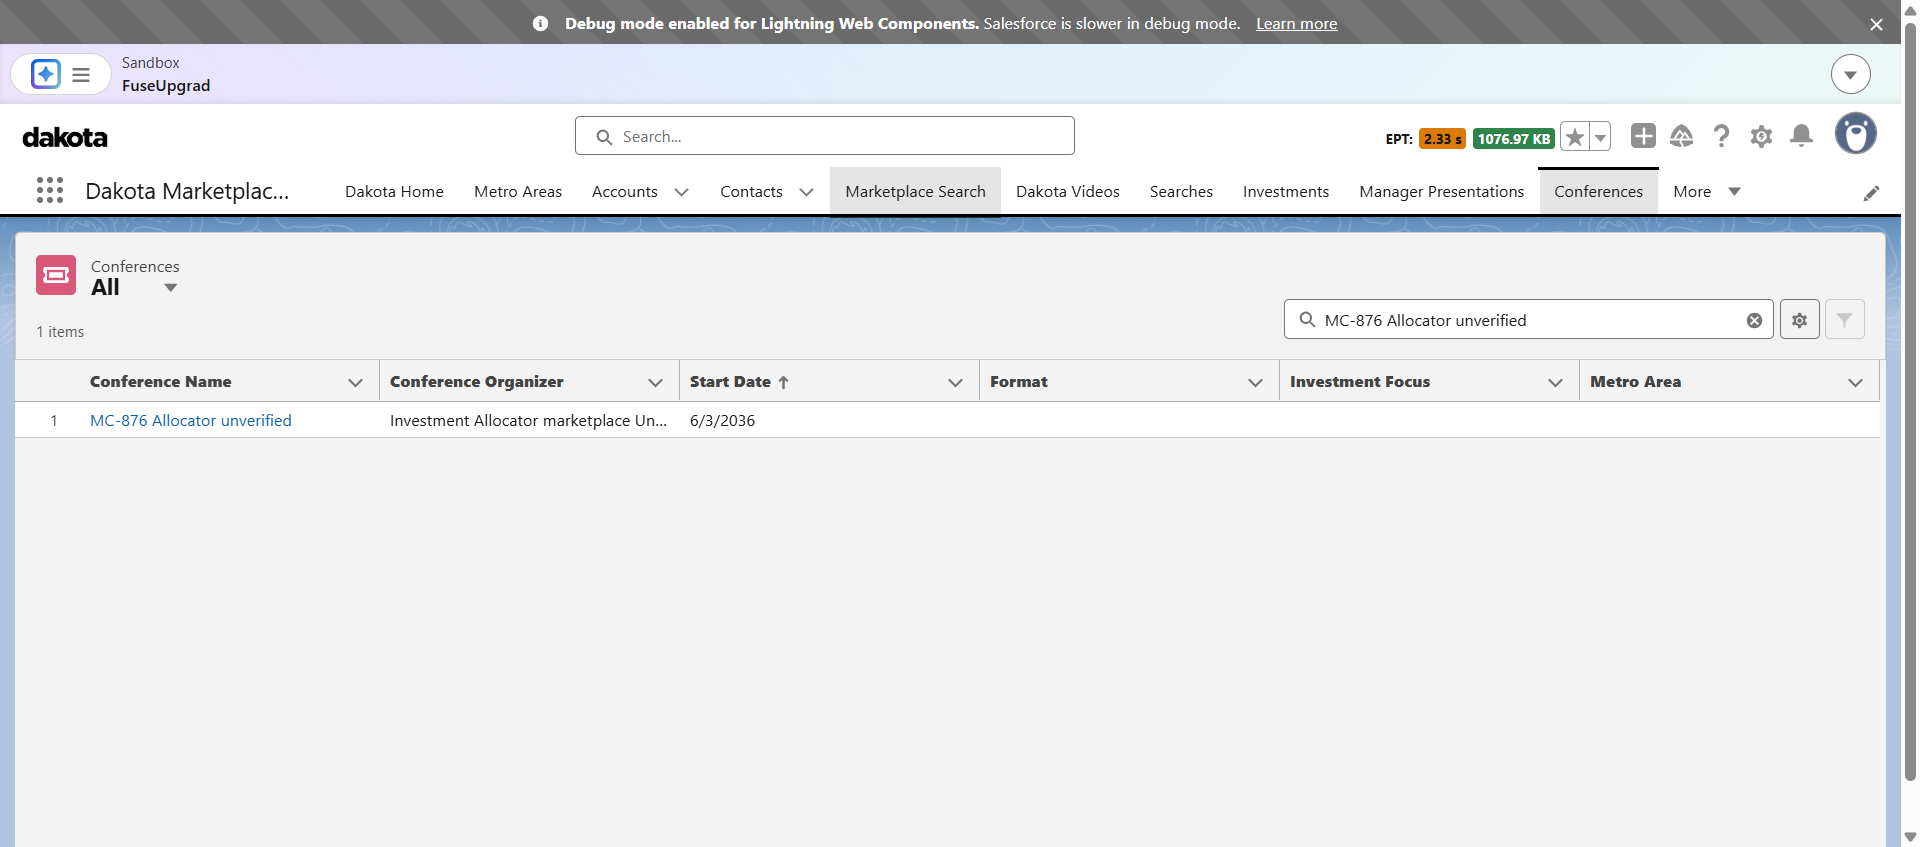 Debug mode enabled for Lightning Web Components. Salesforce is slower in debug mode. Learn more
Sandbox
FuseUpgrad
dakota
Search...
EPT: 2.33 s 1076.97 KB
Dakota Marketplac...
Dakota Home Metro Areas Accounts Contacts Marketplace Search Dakota Videos Searches Investments Manager Presentations Conferences More
Conferences
All
1 items
MC-876 Allocator unverified
Conference Name Conference Organizer Start Date Format Investment Focus Metro Area
1 MC-876 Allocator unverified Investment Allocator marketplace Un... 6/3/2036